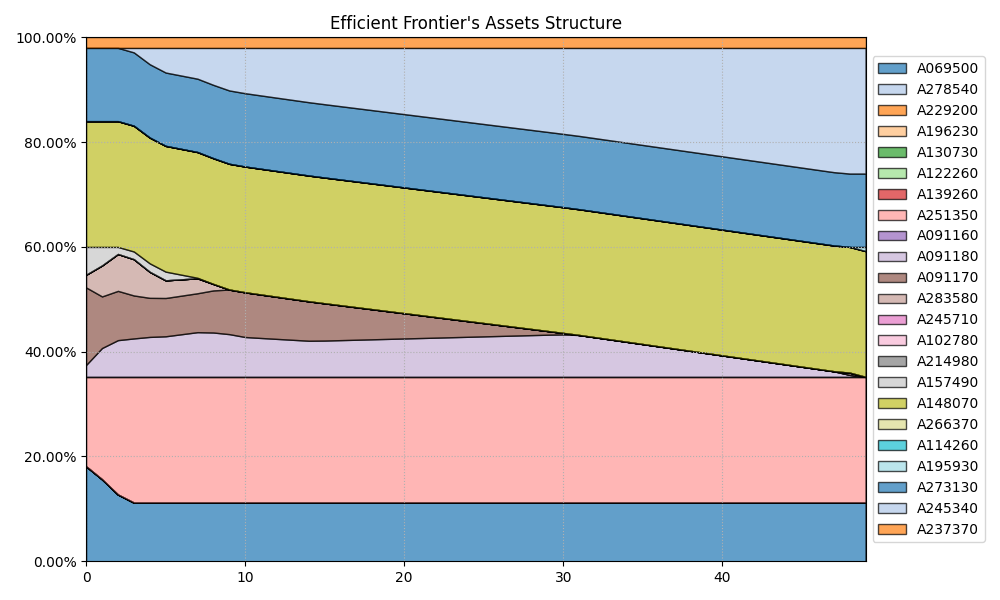 Efficient Frontier's Assets Structure
100.00%
80.00%
60.00%
40.00%
20.00%
0.00%
0
10
20
30
40
A069500
A278540
A229200
A196230
A130730
A122260
A139260
A251350
A091160
A091180
A091170
A283580
A245710
A102780
A214980
A157490
A148070
A266370
A114260
A195930
A273130
A245340
A237370